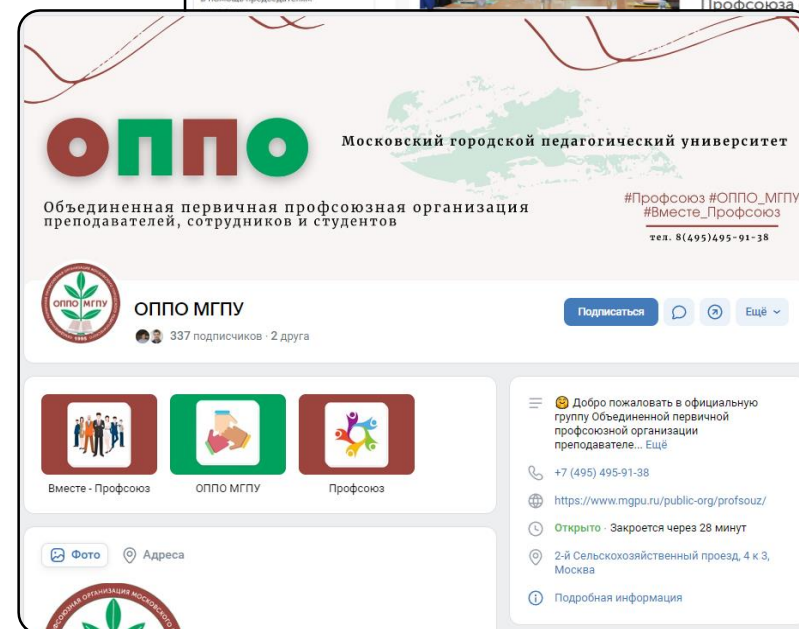 Профсоюза
в помощь председателю
ОППО
Московский городской педагогический университет
Объединенная первичная профсоюзная организация
преподавателей, сотрудников и студентов
#Профсоюз #ОППО_МГПУ
#Вместе_Профсоюз
тел. 8(495)495-91-38
ОППО МГПУ
1995
ОППО МГПУ
337 подписчиков · 2 друга
Подписаться
Ещё
Вместе - Профсоюз
ОППО МГПУ
Профсоюз
Добро пожаловать в официальную
группу Объединенной первичной
профсоюзной организации
преподавателе... Ещё
+7 (495) 495-91-38
https://www.mgpu.ru/public-org/profsouz/
Открыто · Закроется через 28 минут
2-й Сельскохозяйственный проезд, 4 к 3,
Москва
Подробная информация
Фото
Адреса